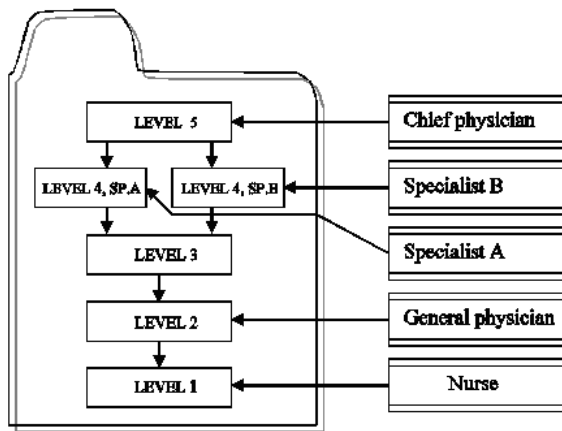 LEVEL 5
Chief physician
LEVEL 4, SP.A
LEVEL 4, SP.B
Specialist B
LEVEL 3
Specialist A
LEVEL 2
General physician
LEVEL 1
Nurse